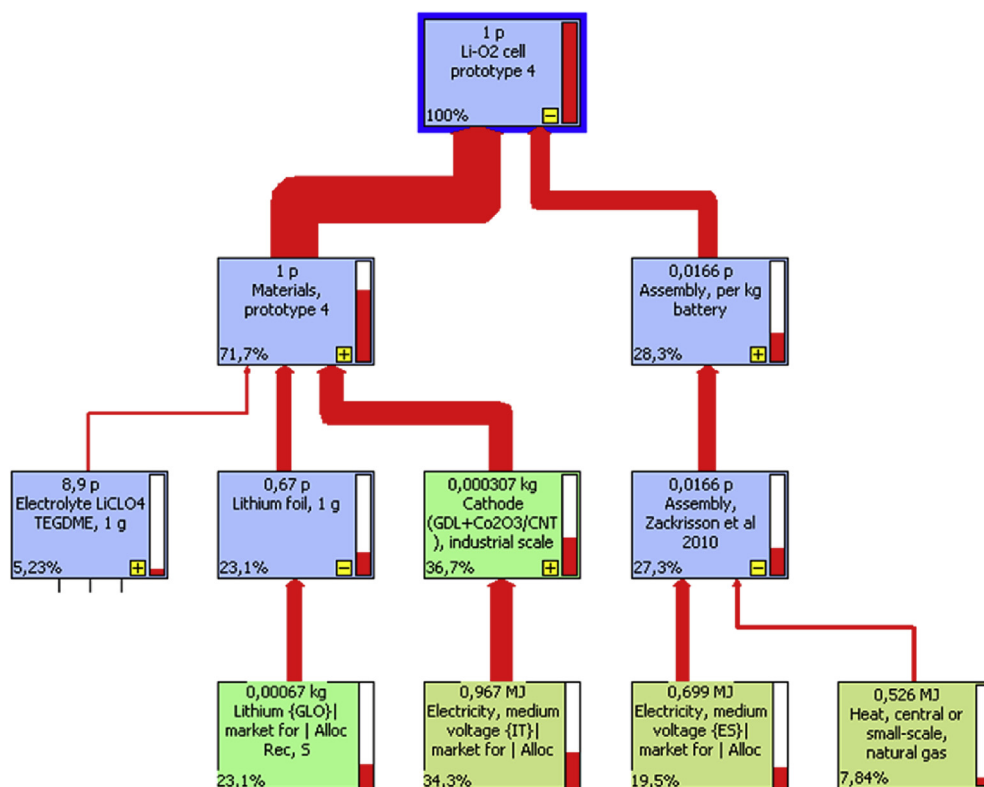 1 p
Li-O2 cell
prototype 4
100%
1 p
Materials,
prototype 4
71,7%
0,0166 p
Assembly, per kg
battery
28,3%
8,9 p
Electrolyte LiCLO4
TEGDME, 1 g
5,23%
0,67 p
Lithium foil, 1 g
23,1%
0,000307 kg
Cathode
(GDL+Co2O3/CNT
), industrial scale
36,7%
0,0166 p
Assembly,
Zackrisson et al
2010
27,3%
0,00067 kg
Lithium {GLO}|
market for | Alloc
Rec, S
23,1%
0,967 MJ
Electricity, medium
voltage {IT}|
market for | Alloc
34,3%
0,699 MJ
Electricity, medium
voltage {ES}|
market for | Alloc
19,5%
0,526 MJ
Heat, central or
small-scale,
natural gas
7,84%